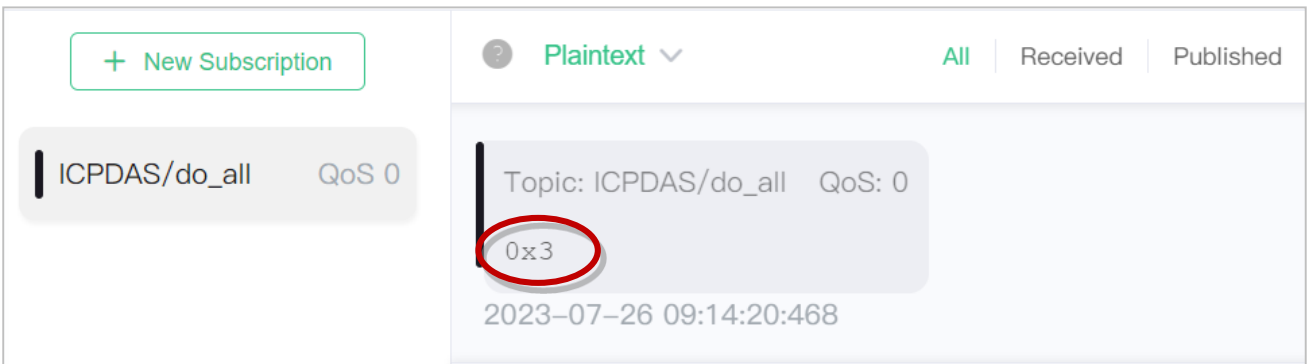 + New Subscription
ICPDAS/do_all QoS 0
? Plaintext
All Received Published
Topic: ICPDAS/do_all QoS: 0
0x3
2023-07-26 09:14:20:468